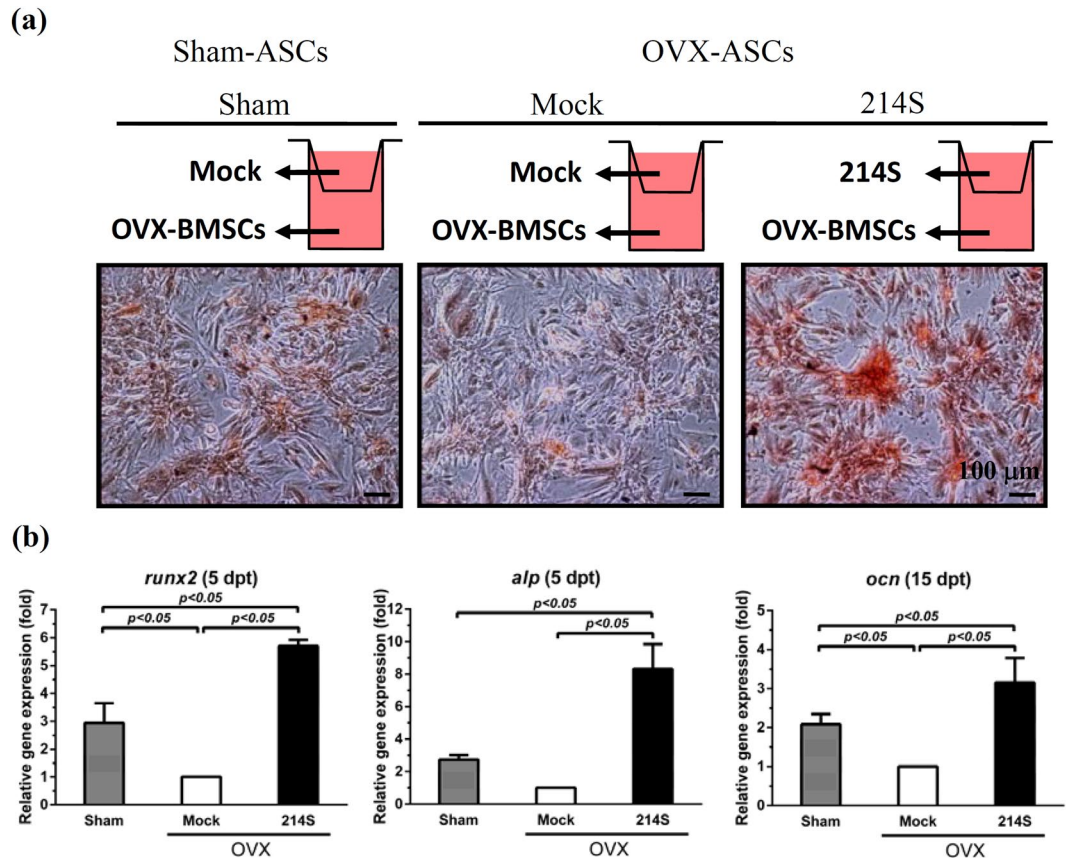 (a)
Sham-ASCs OVX-ASCs
Sham Mock 214S
Mock Mock 214S
OVX-BMSCs OVX-BMSCs OVX-BMSCs
100 μm
(b)
runx2 (5 dpt) alp (5 dpt) ocn (15 dpt)
Relative gene expression (fold)
7
6
5
4
3
2
1
0
p<0.05
p<0.05 p<0.05
Sham Mock 214S
OVX
Relative gene expression (fold)
12
10
8
6
4
2
0
p<0.05
p<0.05
Sham Mock 214S
OVX
Relative gene expression (fold)
5
4
3
2
1
0
p<0.05
p<0.05 p<0.05
Sham Mock 214S
OVX